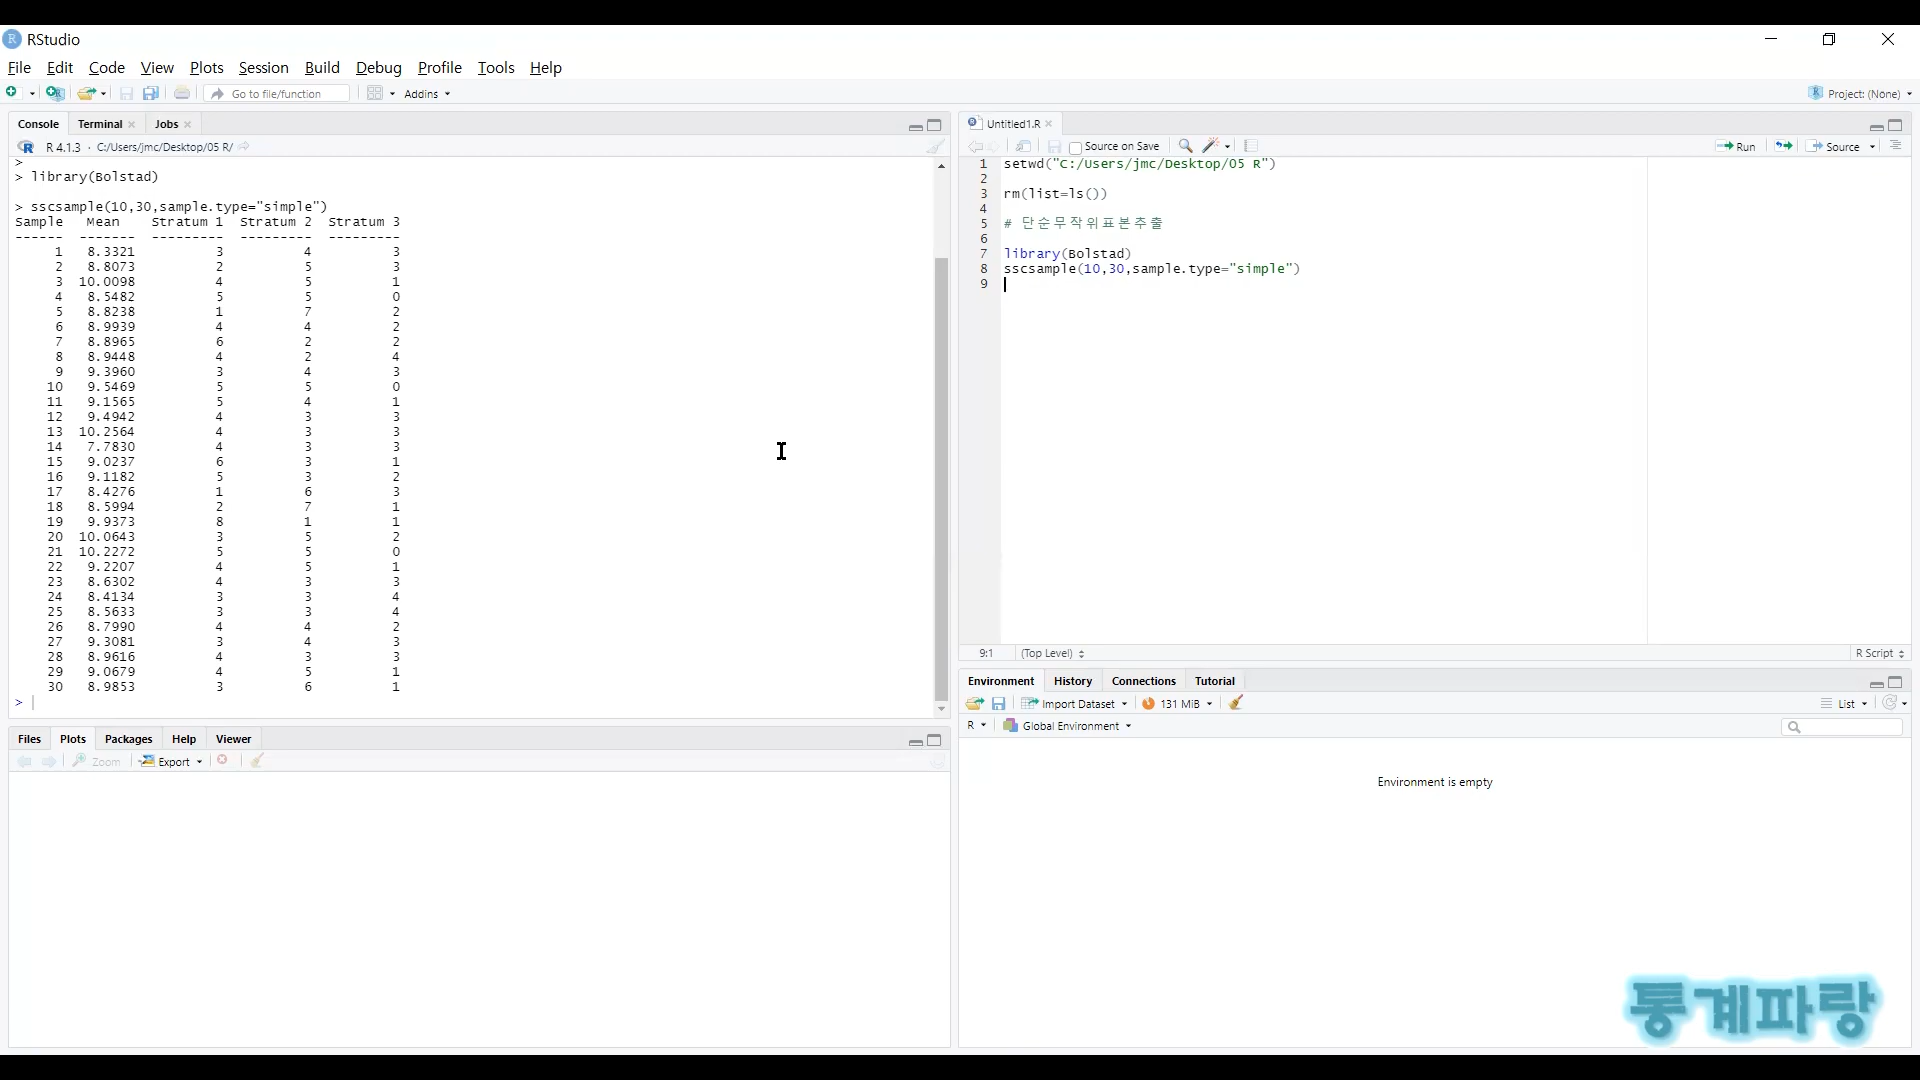 RStudio
File Edit Code View Plots Session Build Debug Profile Tools Help
Go to file/function Addins Project: (None)
Console Terminal Jobs
R 4.1.3 · C:/Users/jmc/Desktop/05 R/
>
> library(Bolstad)
> sscsample(10,30,sample.type="simple")
Sample Mean Stratum 1 Stratum 2 Stratum 3
------ ------- --------- --------- ---------
1 8.3321 3 4 3
2 8.8073 2 5 3
3 10.0098 4 5 1
4 8.5482 5 5 0
5 8.8238 1 7 2
6 8.9939 4 4 2
7 8.8965 6 2 2
8 8.9448 4 2 4
9 9.3960 3 4 3
10 9.5469 5 5 0
11 9.1565 5 4 1
12 9.4942 4 3 3
13 10.2564 4 3 3
14 7.7830 4 3 3
15 9.0237 6 3 1
16 9.1182 5 3 2
17 8.4276 1 6 3
18 8.5994 2 7 1
19 9.9373 8 1 1
20 10.0643 3 5 2
21 10.2272 5 5 0
22 9.2207 4 5 1
23 8.6302 4 3 3
24 8.4134 3 3 4
25 8.5633 3 3 4
26 8.7990 4 4 2
27 9.3081 3 4 3
28 8.9616 4 3 3
29 9.0679 4 5 1
30 8.9853 3 6 1
>
Files Plots Packages Help Viewer
Zoom Export
Untitled1.R
Source on Save Run Source
1 setwd("C:/Users/jmc/Desktop/05 R")
2
3 rm(list=ls())
4
5 # 단순무작위표본추출
6
7 library(Bolstad)
8 sscsample(10,30,sample.type="simple")
9
9:1 (Top Level) R Script
Environment History Connections Tutorial
Import Dataset 131 MiB List
R Global Environment
Environment is empty
통계파랑